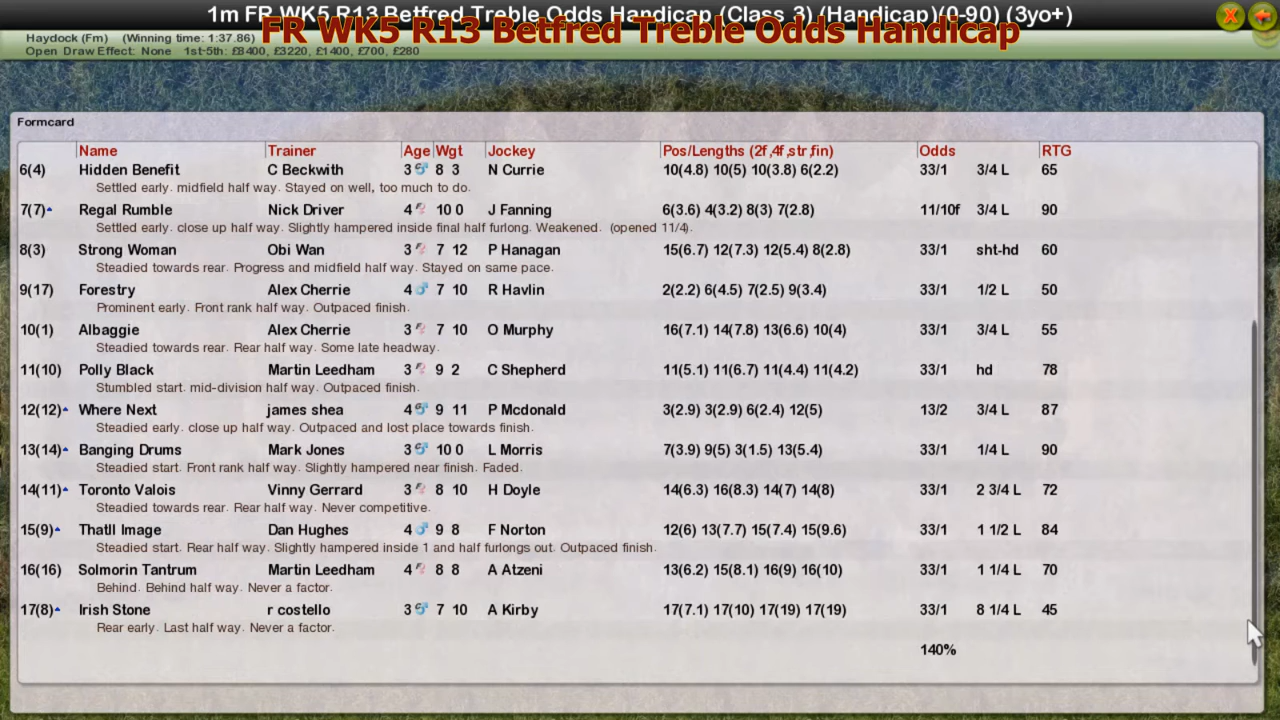 1m FR WK5 R13 Betfred Treble Odds Handicap (Class 3) (Handicap)(0-90) (3yo+)
FR WK5 R13 Betfred Treble Odds Handicap
Haydock (Fm) (Winning time: 1:37.86)
Open Draw Effect: None 1st-5th: £8400, £3220, £1400, £700, £280
Formcard
Name Trainer Age Wgt Jockey Pos/Lengths (2f,4f,str,fin) Odds RTG
6(4) Hidden Benefit C Beckwith 3 8 3 N Currie 10(4.8) 10(5) 10(3.8) 6(2.2) 33/1 3/4 L 65
Settled early. midfield half way. Stayed on well, too much to do.
7(7) Regal Rumble Nick Driver 4 10 0 J Fanning 6(3.6) 4(3.2) 8(3) 7(2.8) 11/10f 3/4 L 90
Settled early. close up half way. Slightly hampered inside final half furlong. Weakened. (opened 11/4).
8(3) Strong Woman Obi Wan 3 7 12 P Hanagan 15(6.7) 12(7.3) 12(5.4) 8(2.8) 33/1 sht-hd 60
Steadied towards rear. Progress and midfield half way. Stayed on same pace.
9(17) Forestry Alex Cherrie 4 7 10 R Havlin 2(2.2) 6(4.5) 7(2.5) 9(3.4) 33/1 1/2 L 50
Prominent early. Front rank half way. Outpaced finish.
10(1) Albaggie Alex Cherrie 3 7 10 O Murphy 16(7.1) 14(7.8) 13(6.6) 10(4) 33/1 3/4 L 55
Steadied towards rear. Rear half way. Some late headway.
11(10) Polly Black Martin Leedham 3 9 2 C Shepherd 11(5.1) 11(6.7) 11(4.4) 11(4.2) 33/1 hd 78
Stumbled start. mid-division half way. Outpaced finish.
12(12) Where Next james shea 4 9 11 P Mcdonald 3(2.9) 3(2.9) 6(2.4) 12(5) 13/2 3/4 L 87
Steadied early. close up half way. Outpaced and lost place towards finish.
13(14) Banging Drums Mark Jones 3 10 0 L Morris 7(3.9) 9(5) 3(1.5) 13(5.4) 33/1 1/4 L 90
Steadied start. Front rank half way. Slightly hampered near finish. Faded.
14(11) Toronto Valois Vinny Gerrard 3 8 10 H Doyle 14(6.3) 16(8.3) 14(7) 14(8) 33/1 2 3/4 L 72
Steadied towards rear. Rear half way. Never competitive.
15(9) Thatll Image Dan Hughes 4 9 8 F Norton 12(6) 13(7.7) 15(7.4) 15(9.6) 33/1 1 1/2 L 84
Steadied start. Rear half way. Slightly hampered inside 1 and half furlongs out. Outpaced finish.
16(16) Solmorin Tantrum Martin Leedham 4 8 8 A Atzeni 13(6.2) 15(8.1) 16(9) 16(10) 33/1 1 1/4 L 70
Behind. Behind half way. Never a factor.
17(8) Irish Stone r costello 3 7 10 A Kirby 17(7.1) 17(10) 17(19) 17(19) 33/1 8 1/4 L 45
Rear early. Last half way. Never a factor.
140%